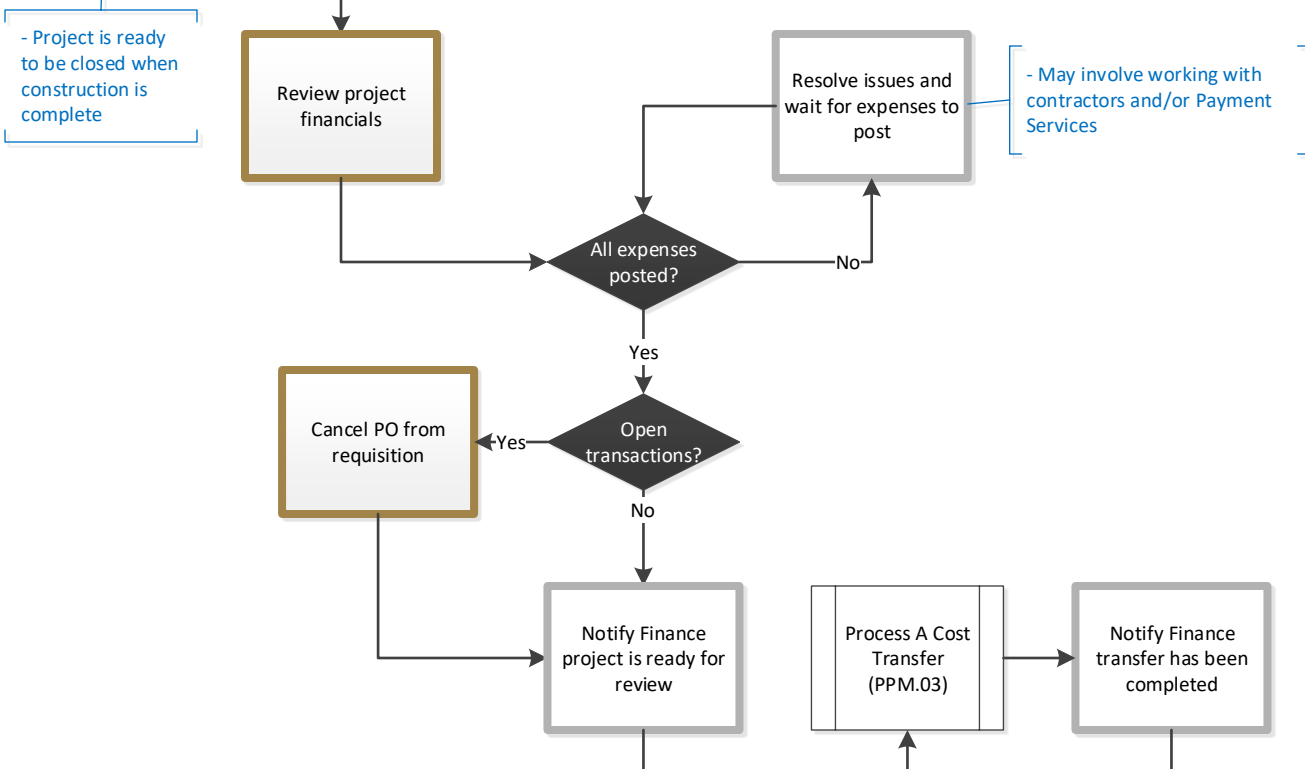 - Project is ready
to be closed when
construction is
complete
Review project
financials
Resolve issues and
wait for expenses to
post
- May involve working with
contractors and/or Payment
Services
All expenses
posted?
No
Yes
Open
transactions?
Yes
Cancel PO from
requisition
No
Notify Finance
project is ready for
review
Process A Cost
Transfer
(PPM.03)
Notify Finance
transfer has been
completed